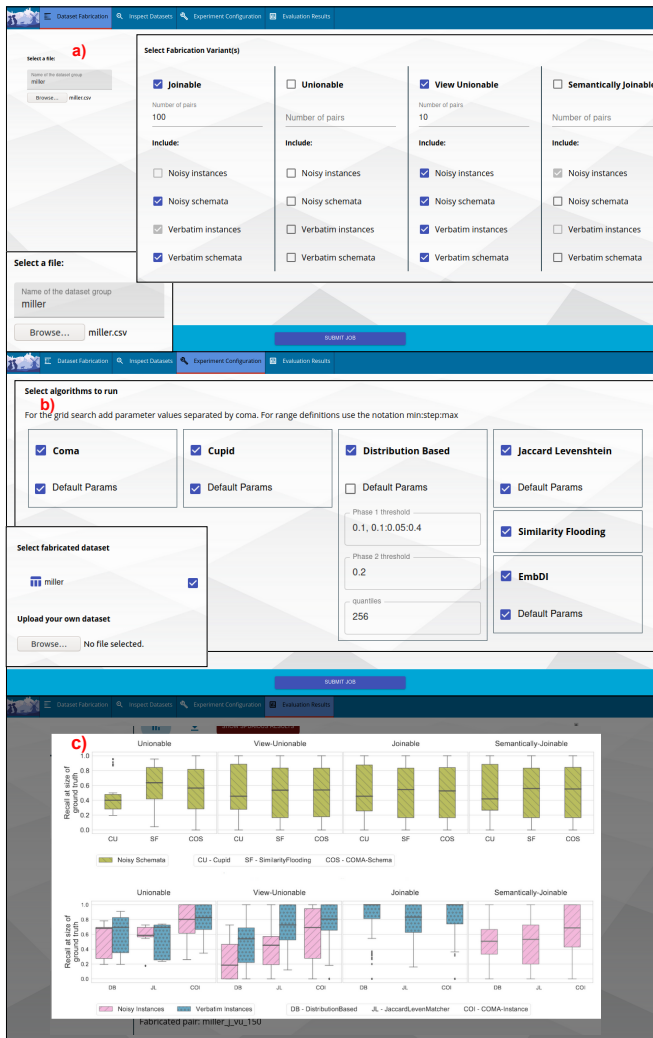 Dataset Fabrication Inspect Datasets Experiment Configuration Evaluation Results
a)
Select a file:
Name of the dataset group
miller
Browse... miller.csv
Select Fabrication Variant(s)
Joinable Unionable View Unionable Semantically Joinable
Number of pairs Number of pairs
100 Number of pairs 10 Number of pairs
Include: Include: Include: Include:
Noisy instances Noisy instances Noisy instances Noisy instances
Noisy schemata Noisy schemata Noisy schemata Noisy schemata
Verbatim instances Verbatim instances Verbatim instances Verbatim instances
Verbatim schemata Verbatim schemata Verbatim schemata Verbatim schemata
Select a file:
Name of the dataset group
miller
Browse... miller.csv
SUBMIT JOB
Dataset Fabrication Inspect Datasets Experiment Configuration Evaluation Results
Select algorithms to run
b)
For the grid search add parameter values separated by coma. For range definitions use the notation min:step:max
Coma Cupid Distribution Based Jaccard Levenshtein
Default Params Default Params Default Params Default Params
Phase 1 threshold
0.1, 0.1:0.05:0.4
Similarity Flooding
Phase 2 threshold
0.2
EmbDI
quantiles
256
Default Params
Select fabricated dataset
miller
Upload your own dataset
Browse... No file selected.
SUBMIT JOB
Dataset Fabrication Inspect Datasets Experiment Configuration Evaluation Results
c)
Unionable View-Unionable Joinable Semantically-Joinable
Recall at size of
ground truth
1.0
0.8
0.6
0.4
0.2
0.0
CU SF COS CU SF COS CU SF COS CU SF COS
Noisy Schemata CU - Cupid SF - SimilarityFlooding COS - COMA-Schema
Unionable View-Unionable Joinable Semantically-Joinable
Recall at size of
ground truth
1.0
0.8
0.6
0.4
0.2
0.0
DB JL COI DB JL COI DB JL COI DB JL COI
Noisy Instances Verbatim Instances DB - DistributionBased JL - JaccardLevenMatcher COI - COMA-Instance
Fabricated pair: miller_j_vu_150